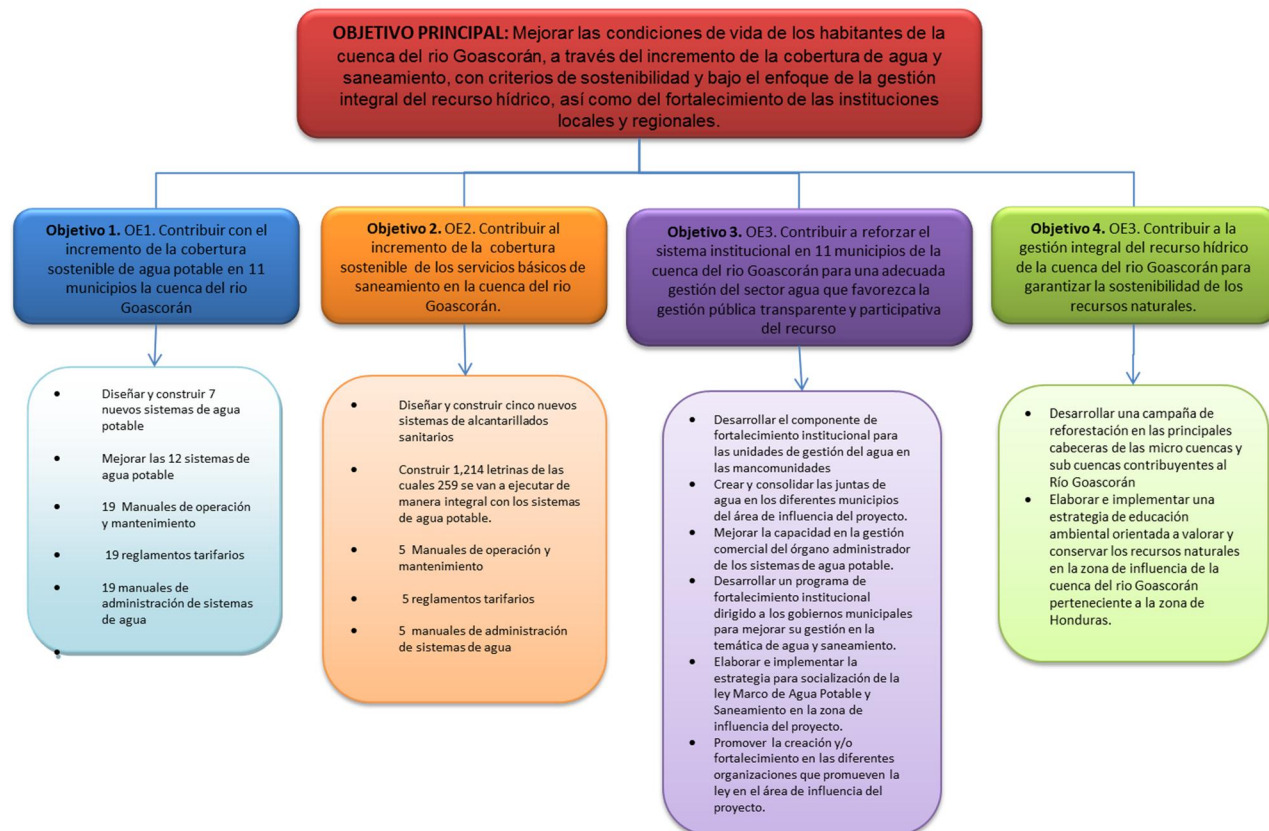 OBJETIVO PRINCIPAL: Mejorar las condiciones de vida de los habitantes de la
cuenca del rio Goascorán, a través del incremento de la cobertura de agua y
saneamiento, con criterios de sostenibilidad y bajo el enfoque de la gestión
integral del recurso hídrico, así como del fortalecimiento de las instituciones
locales y regionales.
Objetivo 1. OE1. Contribuir con el
incremento de la cobertura
sostenible de agua potable en 11
municipios la cuenca del rio
Goascorán
• Diseñar y construir 7
nuevos sistemas de agua
potable
• Mejorar las 12 sistemas de
agua potable
• 19 Manuales de operación
y mantenimiento
• 19 reglamentos tarifarios
• 19 manuales de
administración de sistemas
de agua
•
Objetivo 2. OE2. Contribuir al
incremento de la cobertura
sostenible de los servicios básicos de
saneamiento en la cuenca del rio
Goascorán.
• Diseñar y construir cinco nuevos
sistemas de alcantarillados
sanitarios
• Construir 1,214 letrinas de las
cuales 259 se van a ejecutar de
manera integral con los sistemas
de agua potable.
• 5 Manuales de operación y
mantenimiento
• 5 reglamentos tarifarios
• 5 manuales de administración
de sistemas de agua
Objetivo 3. OE3. Contribuir a reforzar el
sistema institucional en 11 municipios de la
cuenca del rio Goascorán para una adecuada
gestión del sector agua que favorezca la
gestión pública transparente y participativa
del recurso
• Desarrollar el componente de
fortalecimiento institucional para
las unidades de gestión del agua en
las mancomunidades
• Crear y consolidar las juntas de
agua en los diferentes municipios
del área de influencia del proyecto.
• Mejorar la capacidad en la gestión
comercial del órgano administrador
de los sistemas de agua potable.
• Desarrollar un programa de
fortalecimiento institucional
dirigido a los gobiernos municipales
para mejorar su gestión en la
temática de agua y saneamiento.
• Elaborar e implementar la
estrategia para socialización de la
ley Marco de Agua Potable y
Saneamiento en la zona de
influencia del proyecto.
• Promover la creación y/o
fortalecimiento en las diferentes
organizaciones que promueven la
ley en el área de influencia del
proyecto.
Objetivo 4. OE3. Contribuir a la
gestión integral del recurso hídrico
de la cuenca del rio Goascorán para
garantizar la sostenibilidad de los
recursos naturales.
• Desarrollar una campaña de
reforestación en las principales
cabeceras de las micro cuencas y
sub cuencas contribuyentes al
Río Goascorán
• Elaborar e implementar una
estrategia de educación
ambiental orientada a valorar y
conservar los recursos naturales
en la zona de influencia de la
cuenca del rio Goascorán
perteneciente a la zona de
Honduras.